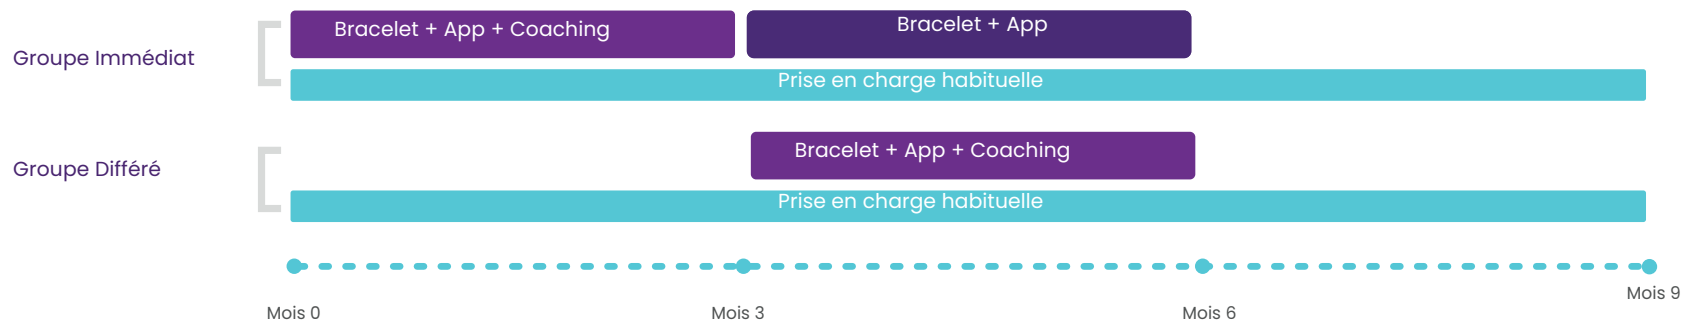 Bracelet + App + Coaching
Bracelet + App
Groupe Immédiat
Prise en charge habituelle
Bracelet + App + Coaching
Groupe Différé
Prise en charge habituelle
Mois 0
Mois 3
Mois 6
Mois 9